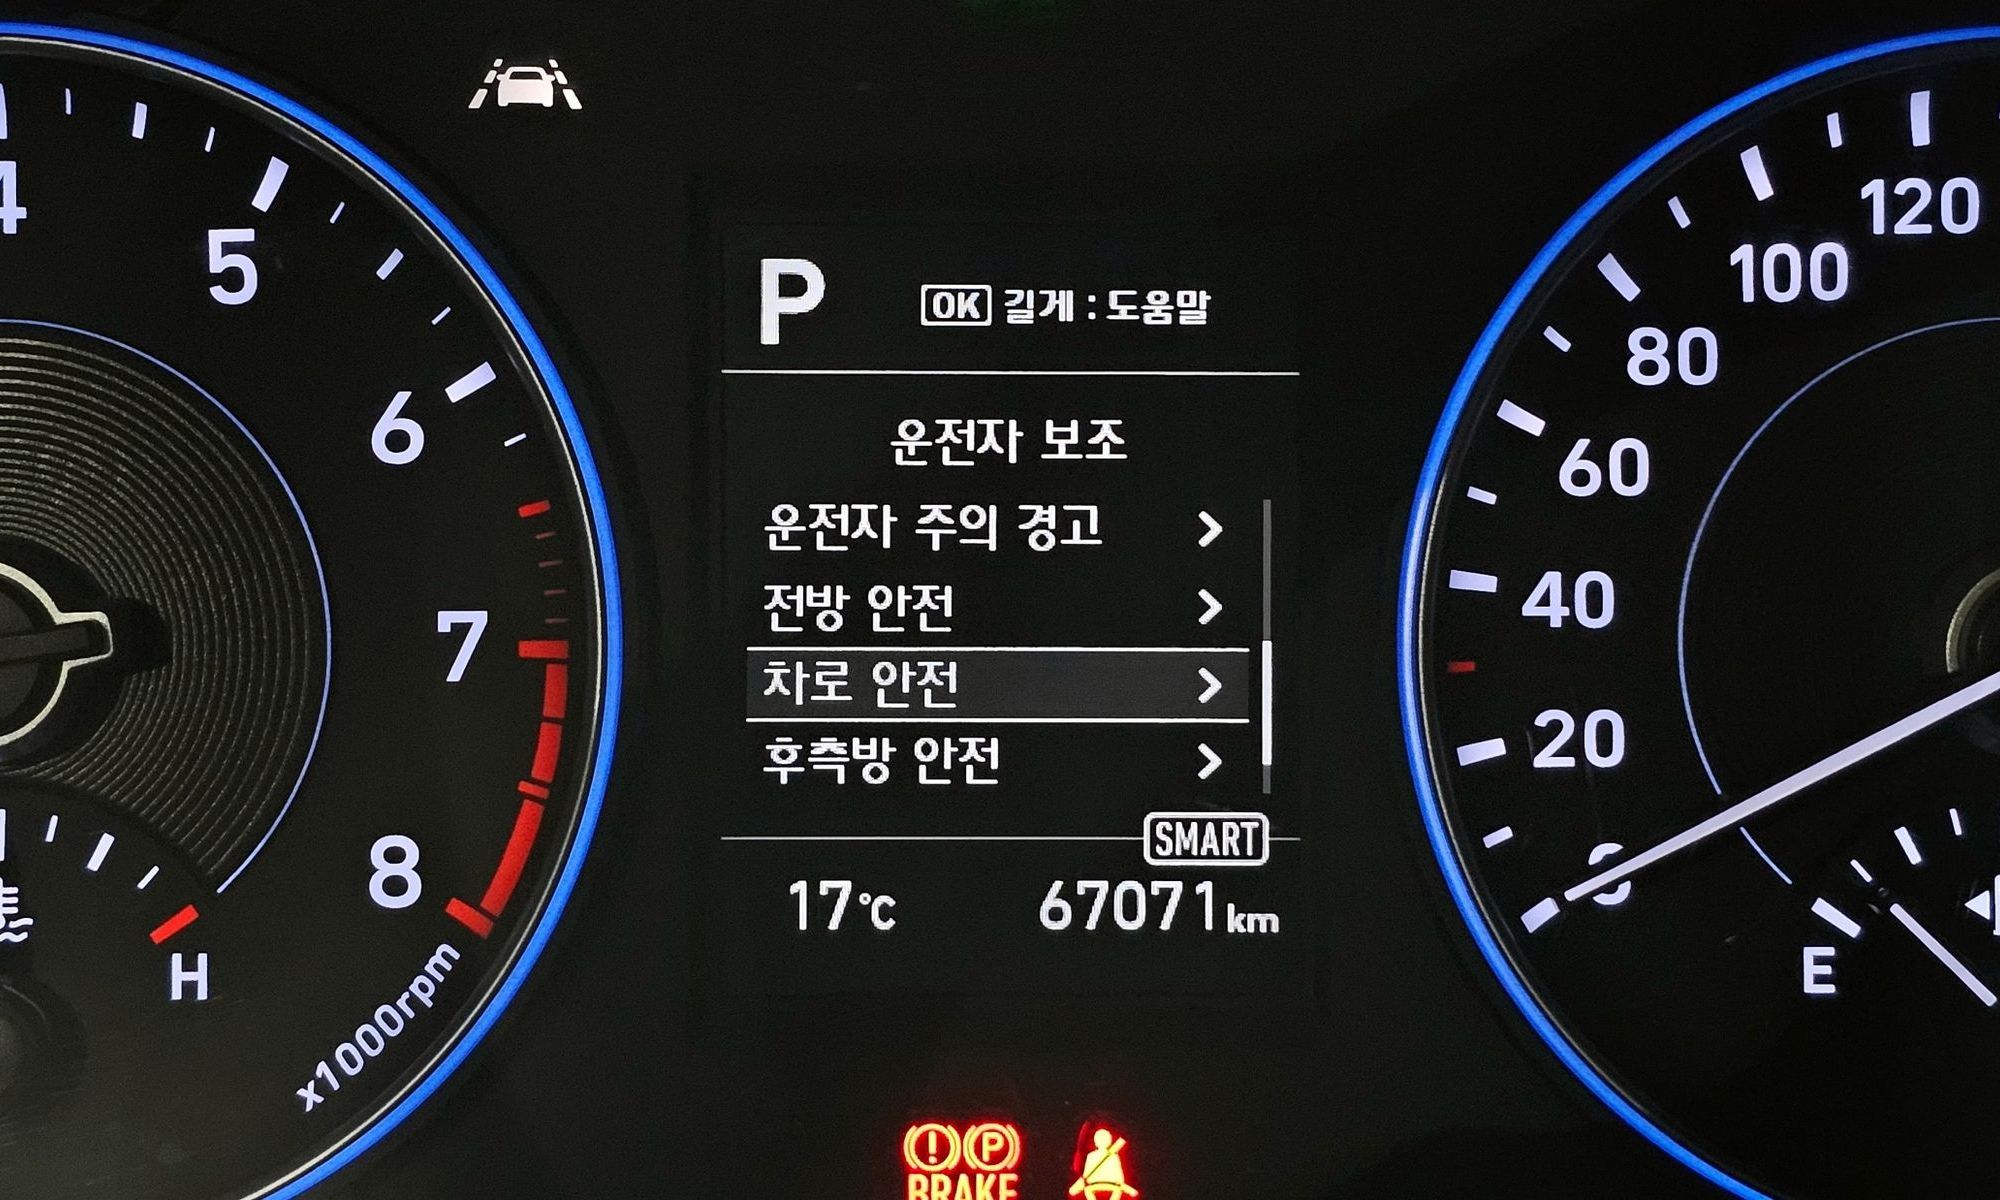 P
OK 길게 : 도움말
운전자 보조
운전자 주의 경고
전방 안전
차로 안전
후측방 안전
SMART
17°C 67071km
4
5
6
7
8
x1000rpm
H
120
100
80
60
40
20
0
E
P
BRAKE